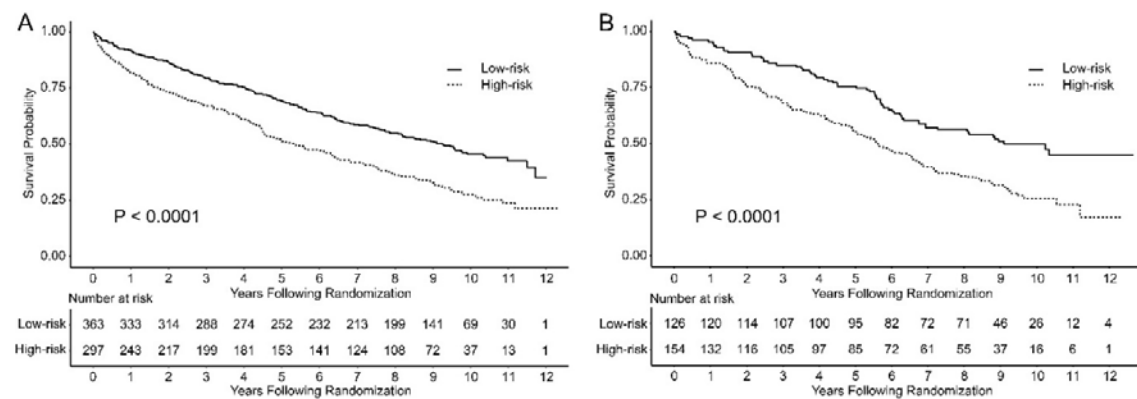 A
1.00
0.75
0.50
0.25
0.00
Survival Probability
Low-risk
High-risk
P < 0.0001
0 1 2 3 4 5 6 7 8 9 10 11 12
Years Following Randomization
Number at risk
Low-risk 363 333 314 288 274 252 232 213 199 141 69 30 1
High-risk 297 243 217 199 181 153 141 124 108 72 37 13 1
0 1 2 3 4 5 6 7 8 9 10 11 12
Years Following Randomization
B
1.00
0.75
0.50
0.25
0.00
Survival Probability
Low-risk
High-risk
P < 0.0001
0 1 2 3 4 5 6 7 8 9 10 11 12
Years Following Randomization
Number at risk
Low-risk 126 120 114 107 100 95 82 72 71 46 26 12 4
High-risk 154 132 116 105 97 85 72 61 55 37 16 6 1
0 1 2 3 4 5 6 7 8 9 10 11 12
Years Following Randomization